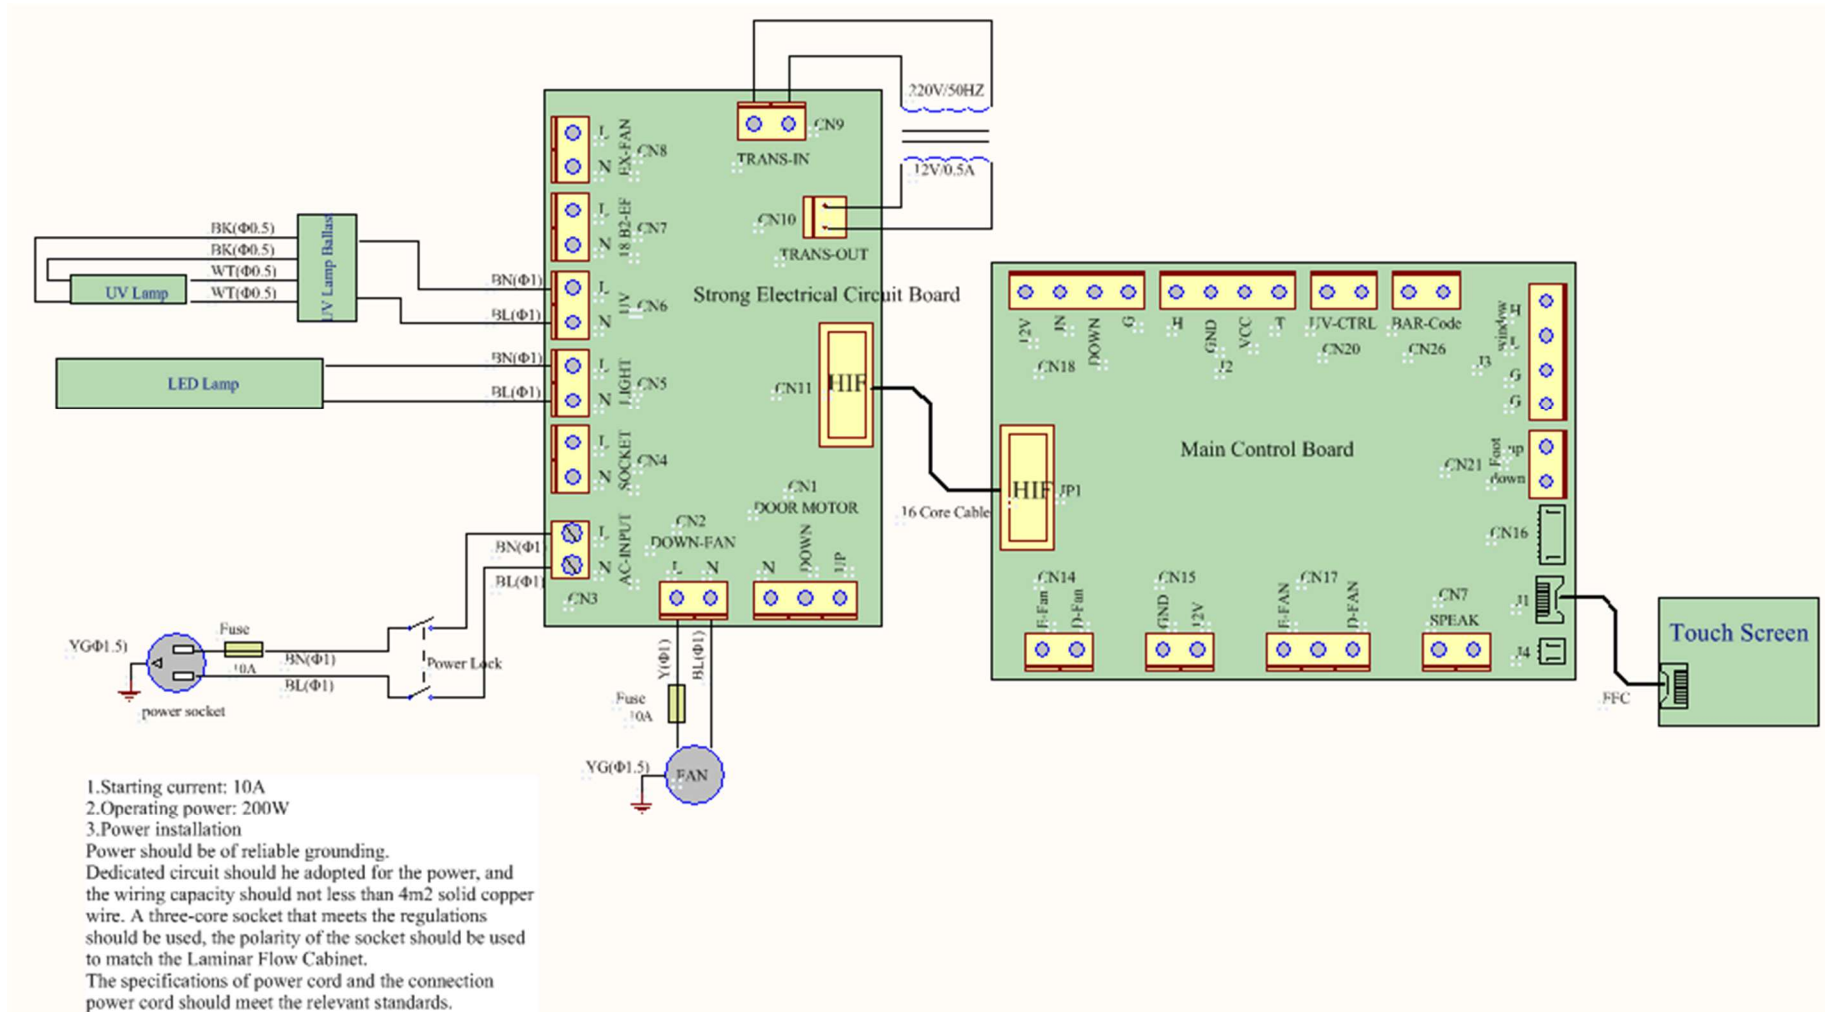 220V/50HZ
12V/0.5A
CN9
TRANS-IN
CN10
TRANS-OUT
L
N
EX-FAN
CN8
L
N
18 B2-EF
CN7
BK(Φ0.5)
BK(Φ0.5)
WT(Φ0.5)
WT(Φ0.5)
UV Lamp
UV Lamp Ballast
BN(Φ1)
BL(Φ1)
L
N
UV
CN6
Strong Electrical Circuit Board
LED Lamp
BN(Φ1)
BL(Φ1)
L
N
LIGHT
CN5
CN11
HIF
L
N
SOCKET
CN4
CN1
DOOR MOTOR
N
DOWN
UP
CN2
DOWN-FAN
L
N
BN(Φ1)
BL(Φ1)
L
N
AC-INPUT
CN3
YGΦ1.5)
Fuse
10A
BN(Φ1)
BL(Φ1)
Power Lock
power socket
Y(Φ1)
BL(Φ1)
Fuse
10A
YG(Φ1.5)
FAN
16 Core Cable
12V
IN
DOWN
G
CN18
H
GND
VCC
T
J2
UV-CTRL
CN20
BAR-Code
CN26
window
H
L
G
G
J3
Main Control Board
HIF
JP1
Foot
up
down
CN21
CN16
J1
J4
CN14
E-Fan
D-Fan
CN15
GND
12V
CN17
E-FAN
D-FAN
CN7
SPEAK
Touch Screen
FFC
1.Starting current: 10A
2.Operating power: 200W
3.Power installation
Power should be of reliable grounding.
Dedicated circuit should he adopted for the power, and
the wiring capacity should not less than 4m2 solid copper
wire. A three-core socket that meets the regulations
should be used, the polarity of the socket should be used
to match the Laminar Flow Cabinet.
The specifications of power cord and the connection
power cord should meet the relevant standards.